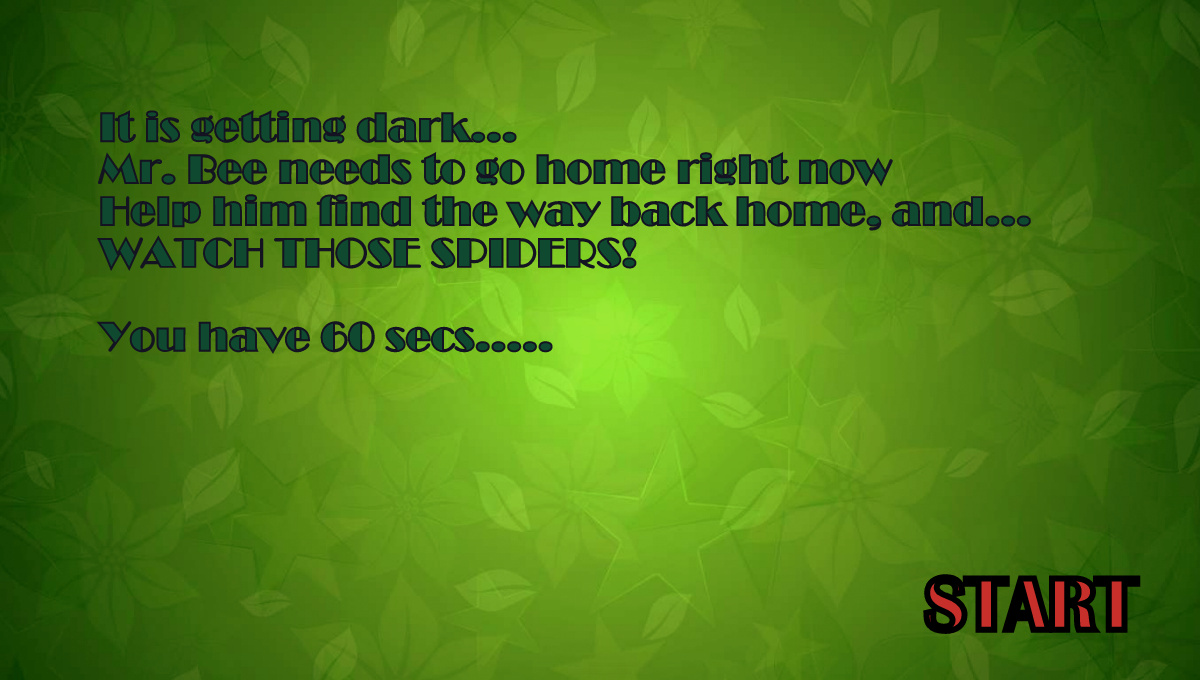 It is getting dark...
Mr. Bee needs to go home right now
Help him find the way back home, and...
WATCH THOSE SPIDERS!
You have 60 secs.....
START